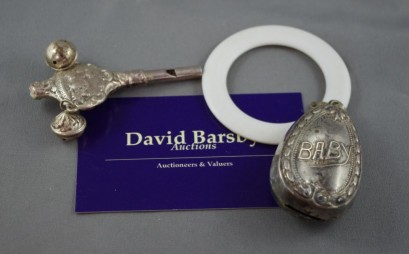 David Barsby
Auctions
Auctioneers & Valuers
BABY